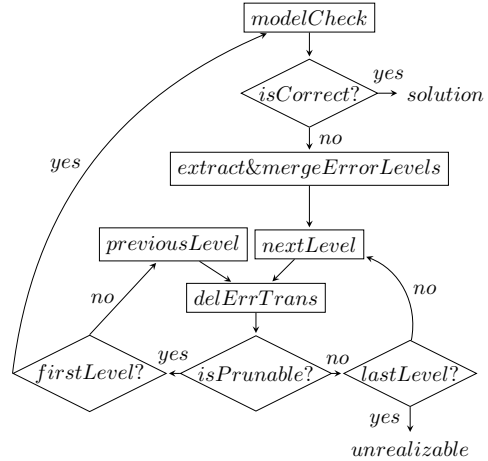 modelCheck
yes
isCorrect?
solution
no
yes
extract&mergeErrorLevels
previousLevel
nextLevel
no
delErrTrans
no
firstLevel?
yes
isPrunable?
no
lastLevel?
yes
unrealizable